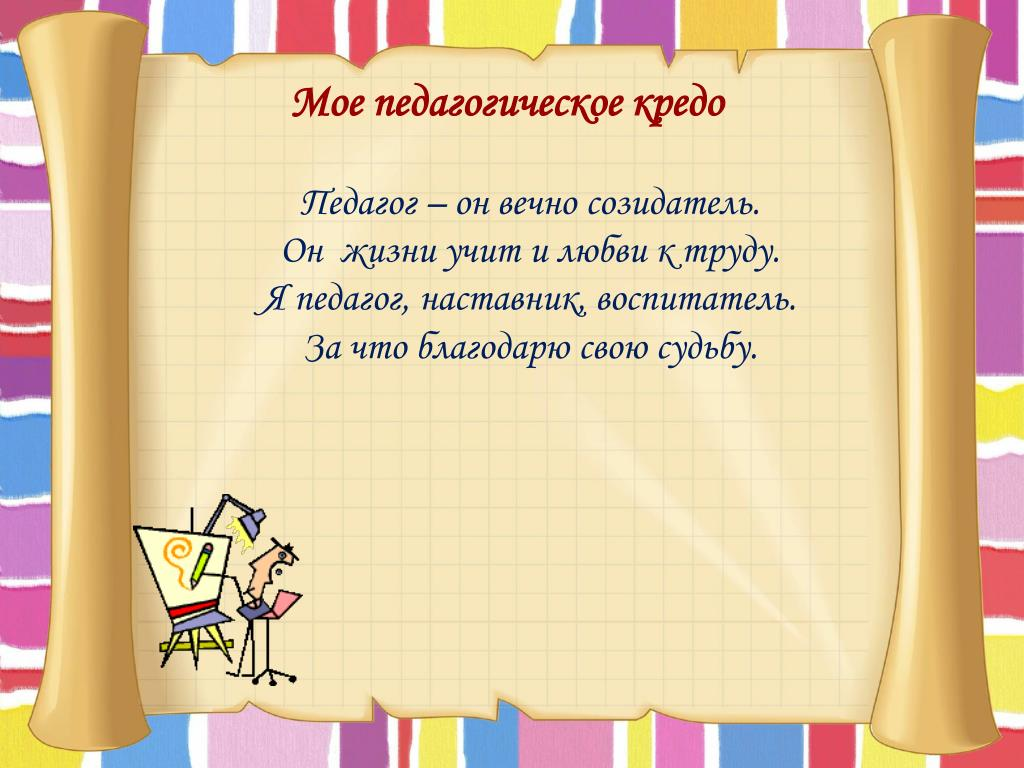 Мое педагогическое кредо
Педагог – он вечно созидатель.
Он жизни учит и любви к труду.
Я педагог, наставник, воспитатель.
За что благодарю свою судьбу.